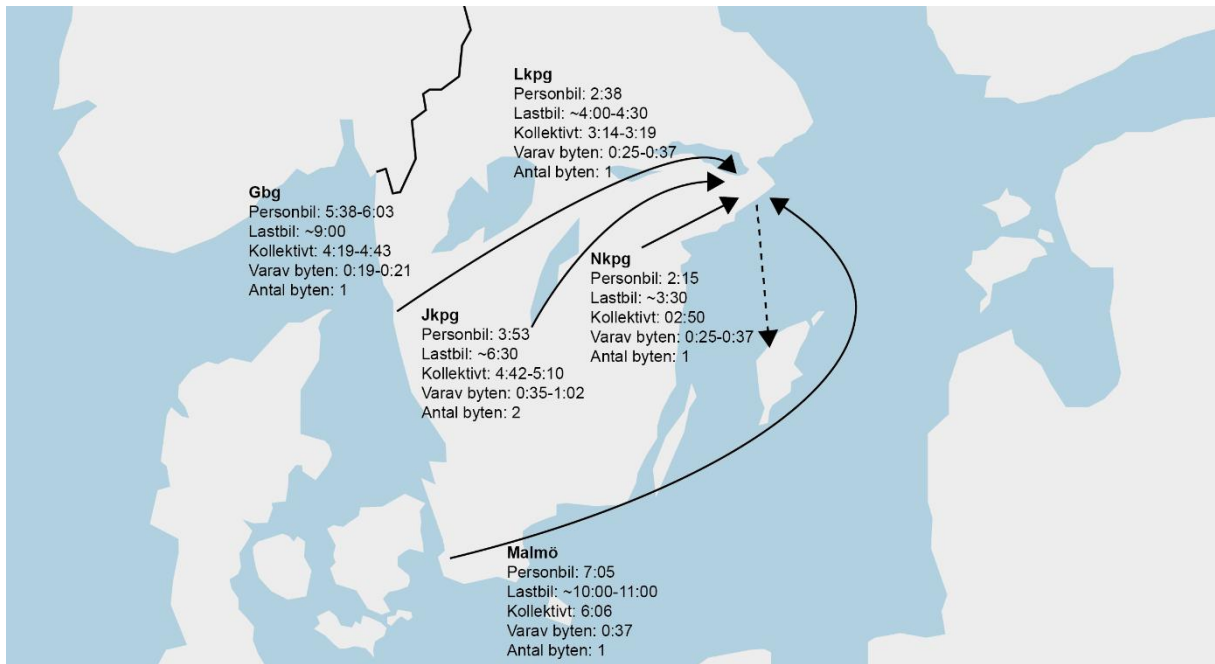 Lkpg
Personbil: 2:38
Lastbil: ~4:00-4:30
Kollektivt: 3:14-3:19
Varav byten: 0:25-0:37
Antal byten: 1
Gbg
Personbil: 5:38-6:03
Lastbil: ~9:00
Kollektivt: 4:19-4:43
Varav byten: 0:19-0:21
Antal byten: 1
Nkpg
Personbil: 2:15
Lastbil: ~3:30
Kollektivt: 02:50
Varav byten: 0:25-0:37
Antal byten: 1
Jkpg
Personbil: 3:53
Lastbil: ~6:30
Kollektivt: 4:42-5:10
Varav byten: 0:35-1:02
Antal byten: 2
Malmö
Personbil: 7:05
Lastbil: ~10:00-11:00
Kollektivt: 6:06
Varav byten: 0:37
Antal byten: 1